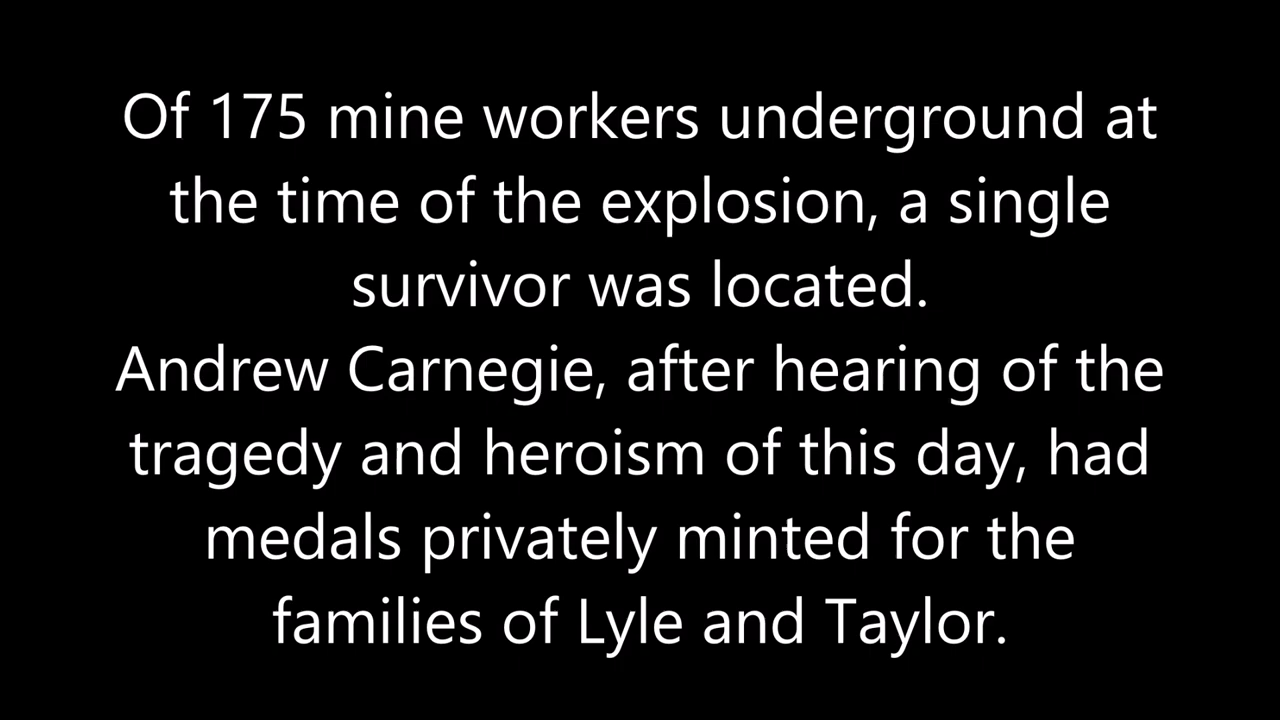 Of 175 mine workers underground at
the time of the explosion, a single
survivor was located.
Andrew Carnegie, after hearing of the
tragedy and heroism of this day, had
medals privately minted for the
families of Lyle and Taylor.